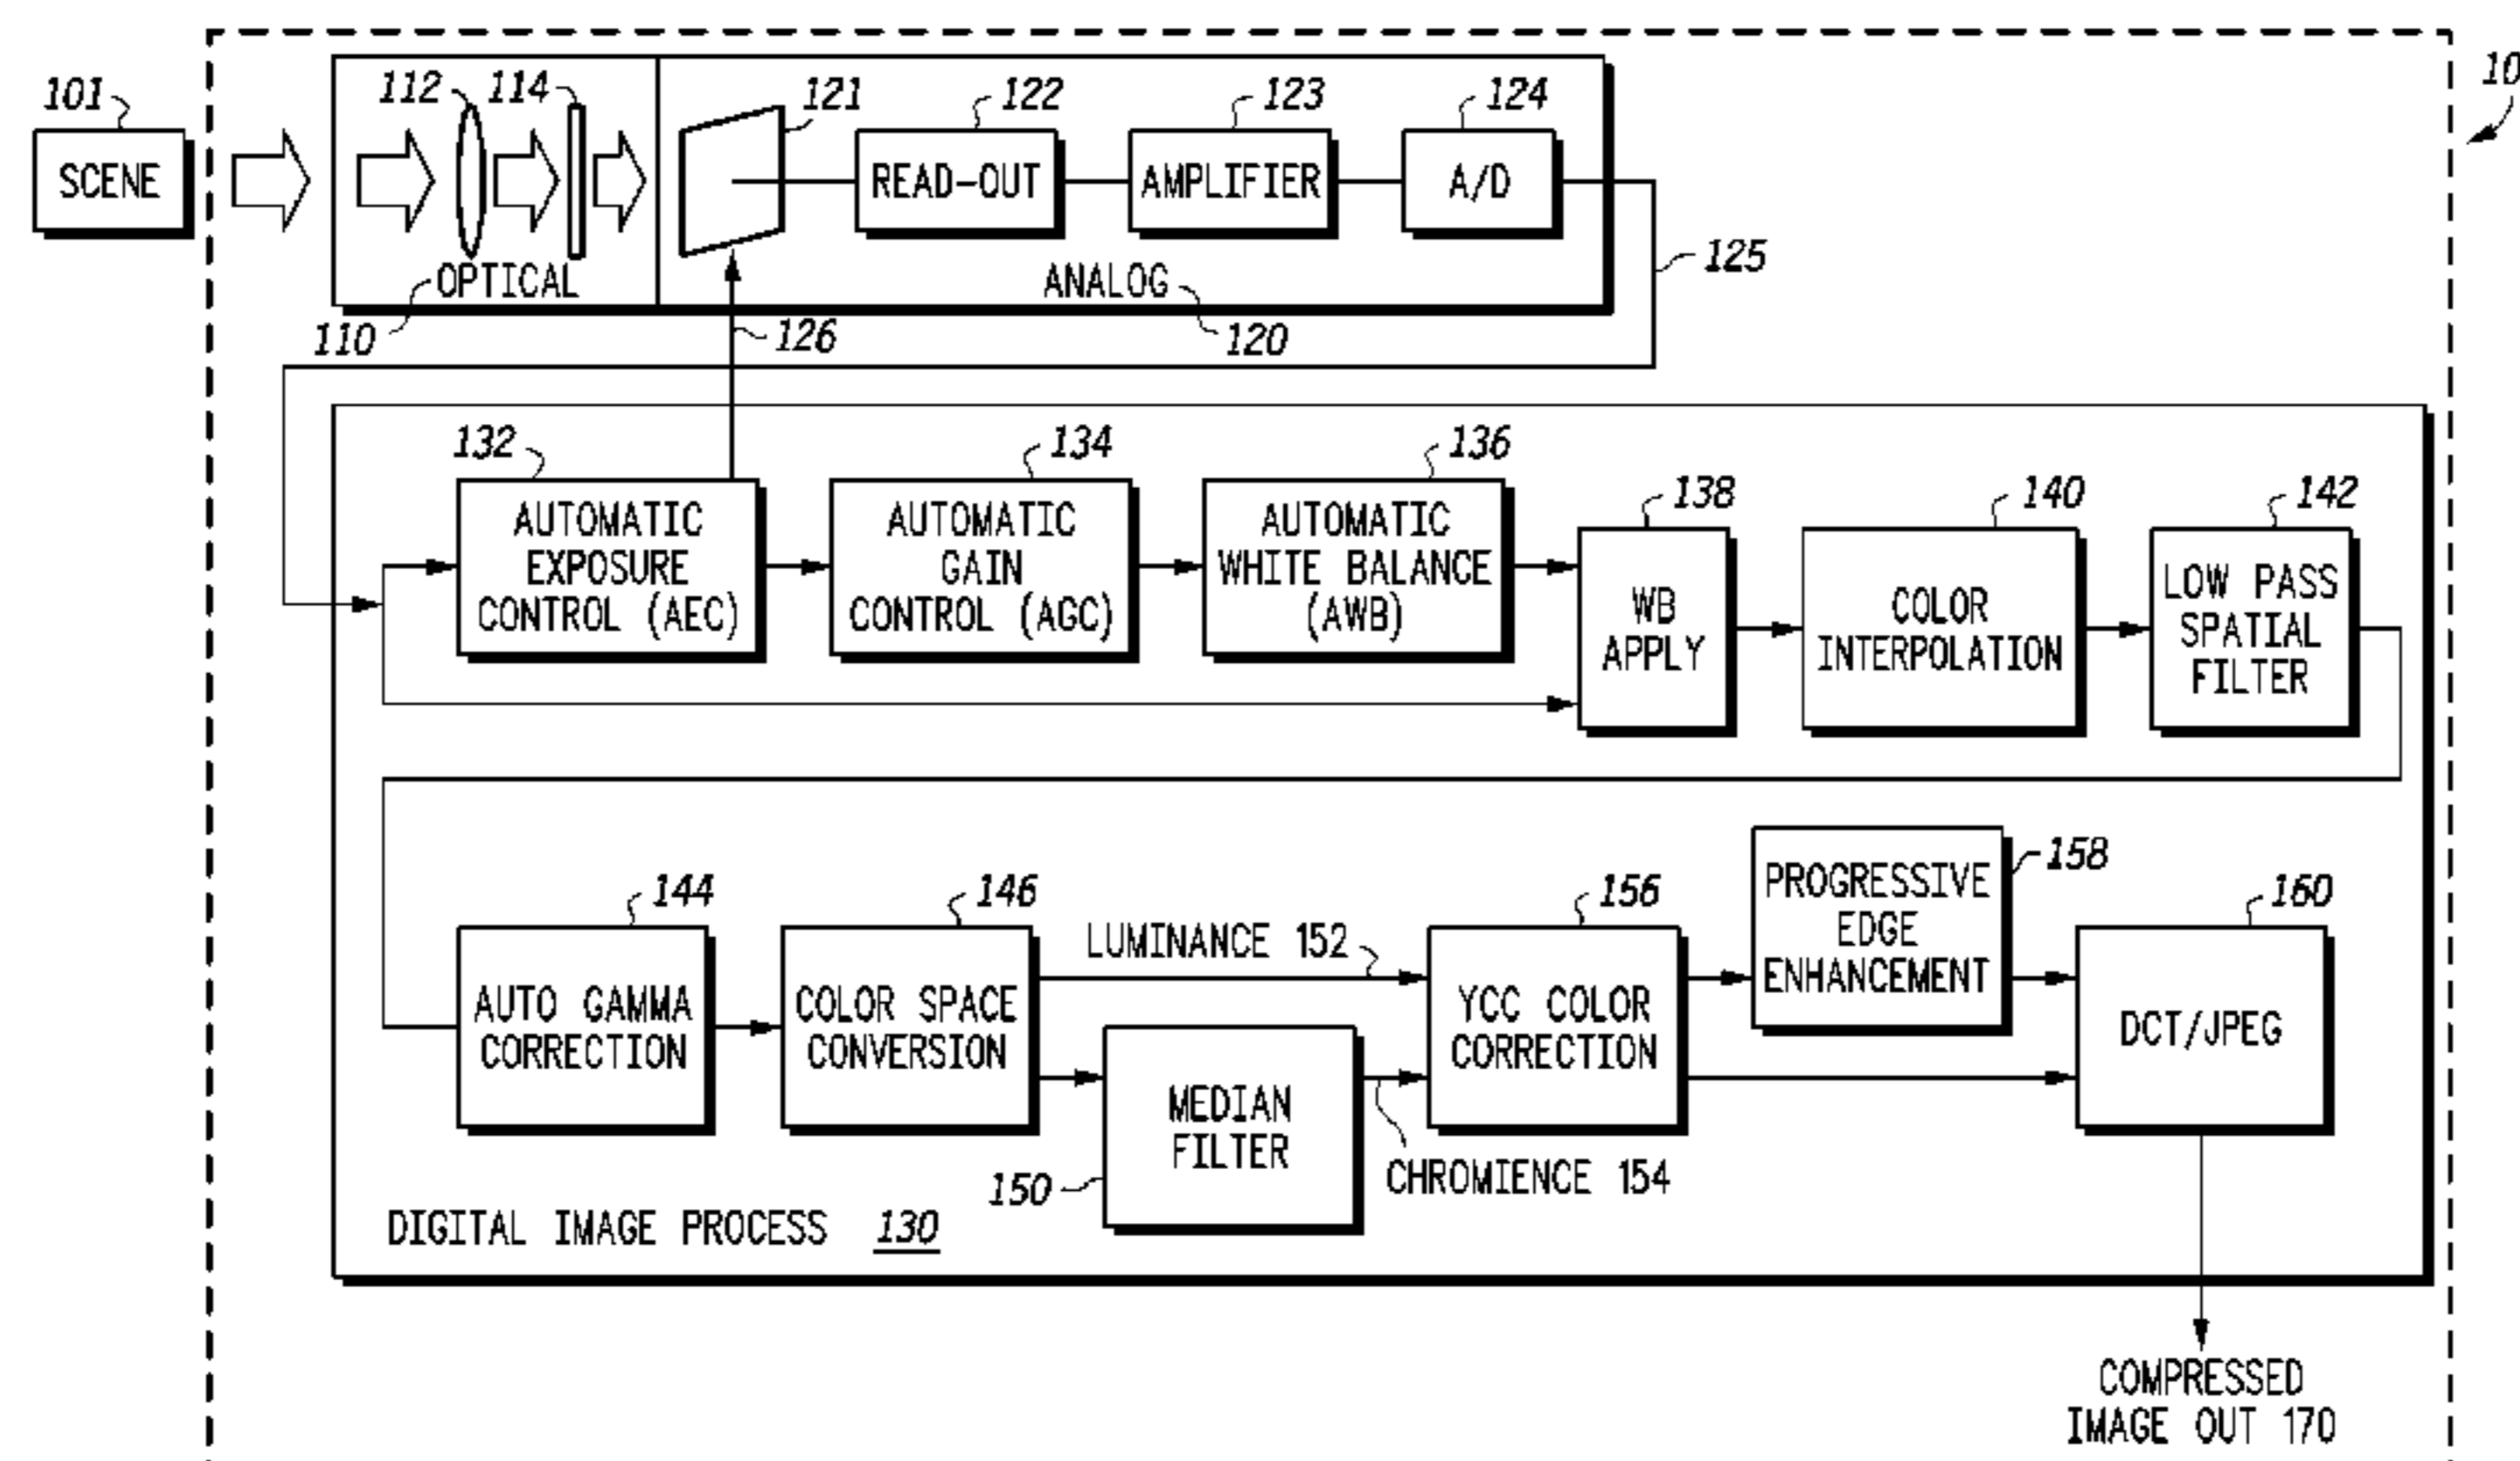 101
SCENE
112
114
OPTICAL
110
121
122
READ-OUT
123
AMPLIFIER
124
A/D
ANALOG
120
125
126
10
132
AUTOMATIC
EXPOSURE
CONTROL (AEC)
134
AUTOMATIC
GAIN
CONTROL (AGC)
136
AUTOMATIC
WHITE BALANCE
(AWB)
138
WB
APPLY
140
COLOR
INTERPOLATION
142
LOW PASS
SPATIAL
FILTER
144
AUTO GAMMA
CORRECTION
146
COLOR SPACE
CONVERSION
LUMINANCE 152
MEDIAN
FILTER
150
CHROMIENCE 154
156
YCC COLOR
CORRECTION
158
PROGRESSIVE
EDGE
ENHANCEMENT
160
DCT/JPEG
DIGITAL IMAGE PROCESS 130
COMPRESSED
IMAGE OUT 170